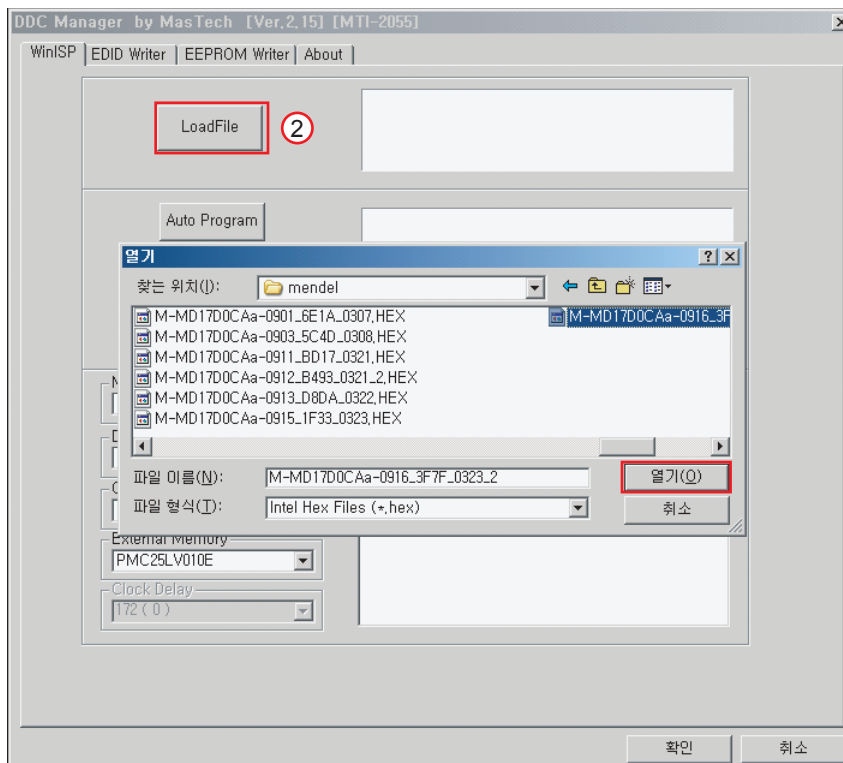 DDC Manager by MasTech [Ver,2,15] [MTI-2055]
WinISP EDID Writer EEPROM Writer About
LoadFile ②
Auto Program
열기
찾는 위치(I): mendel
M-MD17D0CAa-0901_6E1A_0307,HEX
M-MD17D0CAa-0903_5C4D_0308,HEX
M-MD17D0CAa-0911_BD17_0321,HEX
M-MD17D0CAa-0912_B493_0321_2,HEX
M-MD17D0CAa-0913_D8DA_0322,HEX
M-MD17D0CAa-0915_1F33_0323,HEX
M-MD17D0CAa-0916_3F
파일 이름(N): M-MD17D0CAa-0916_3F7F_0323_2 열기(O)
파일 형식(T): Intel Hex Files (*,hex) 취소
External Memory
PMC25LV010E
Clock Delay
172 ( 0 )
확인 취소